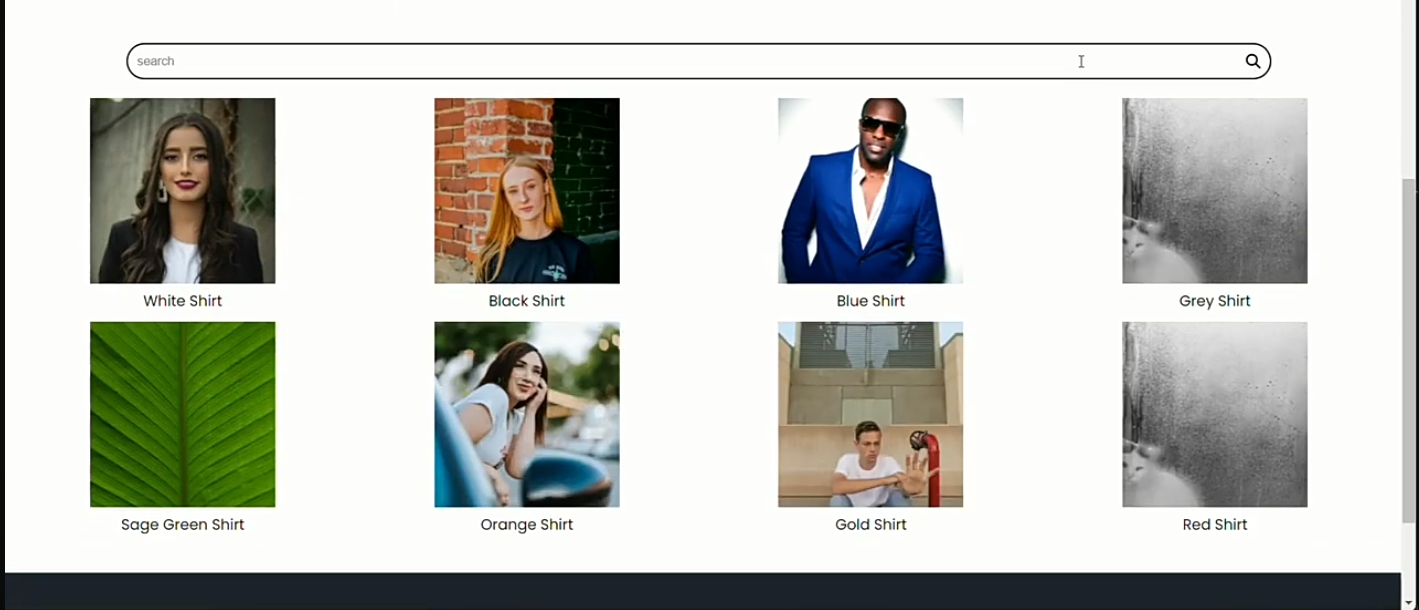 search
White Shirt
Black Shirt
Blue Shirt
Grey Shirt
Sage Green Shirt
Orange Shirt
Gold Shirt
Red Shirt